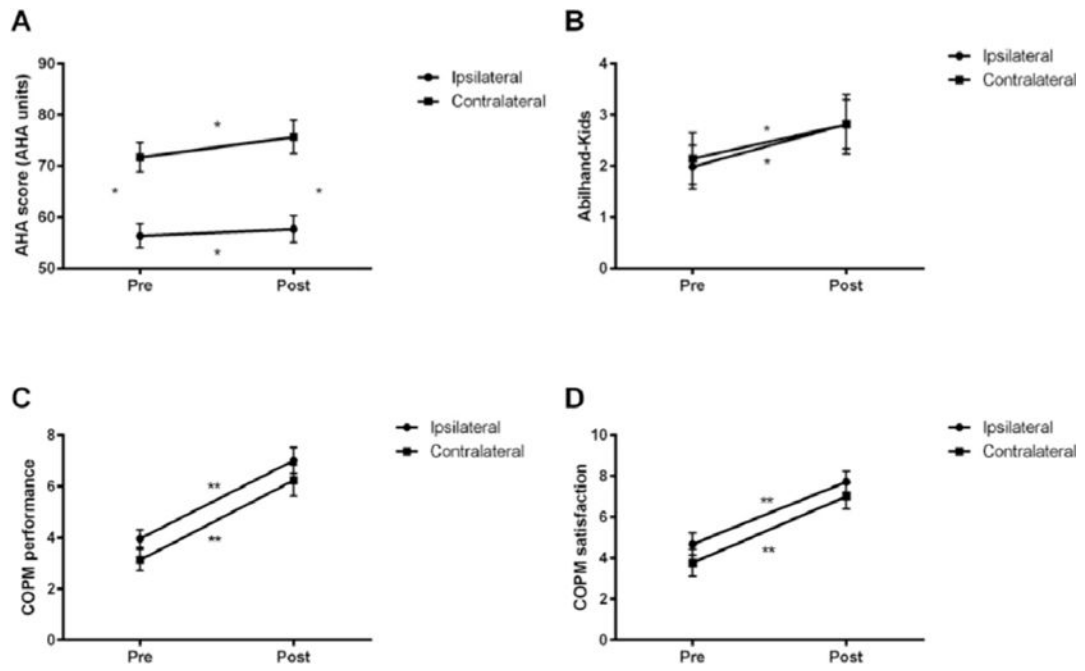 A
AHA score (AHA units)
90
80
70
60
50
*
*
*
*
Pre
Post
Ipsilateral
Contralateral
B
Abilhand-Kids
4
3
2
1
0
*
*
Pre
Post
Ipsilateral
Contralateral
C
COPM performance
8
6
4
2
0
**
**
Pre
Post
Ipsilateral
Contralateral
D
COPM satisfaction
10
8
6
4
2
0
**
**
Pre
Post
Ipsilateral
Contralateral